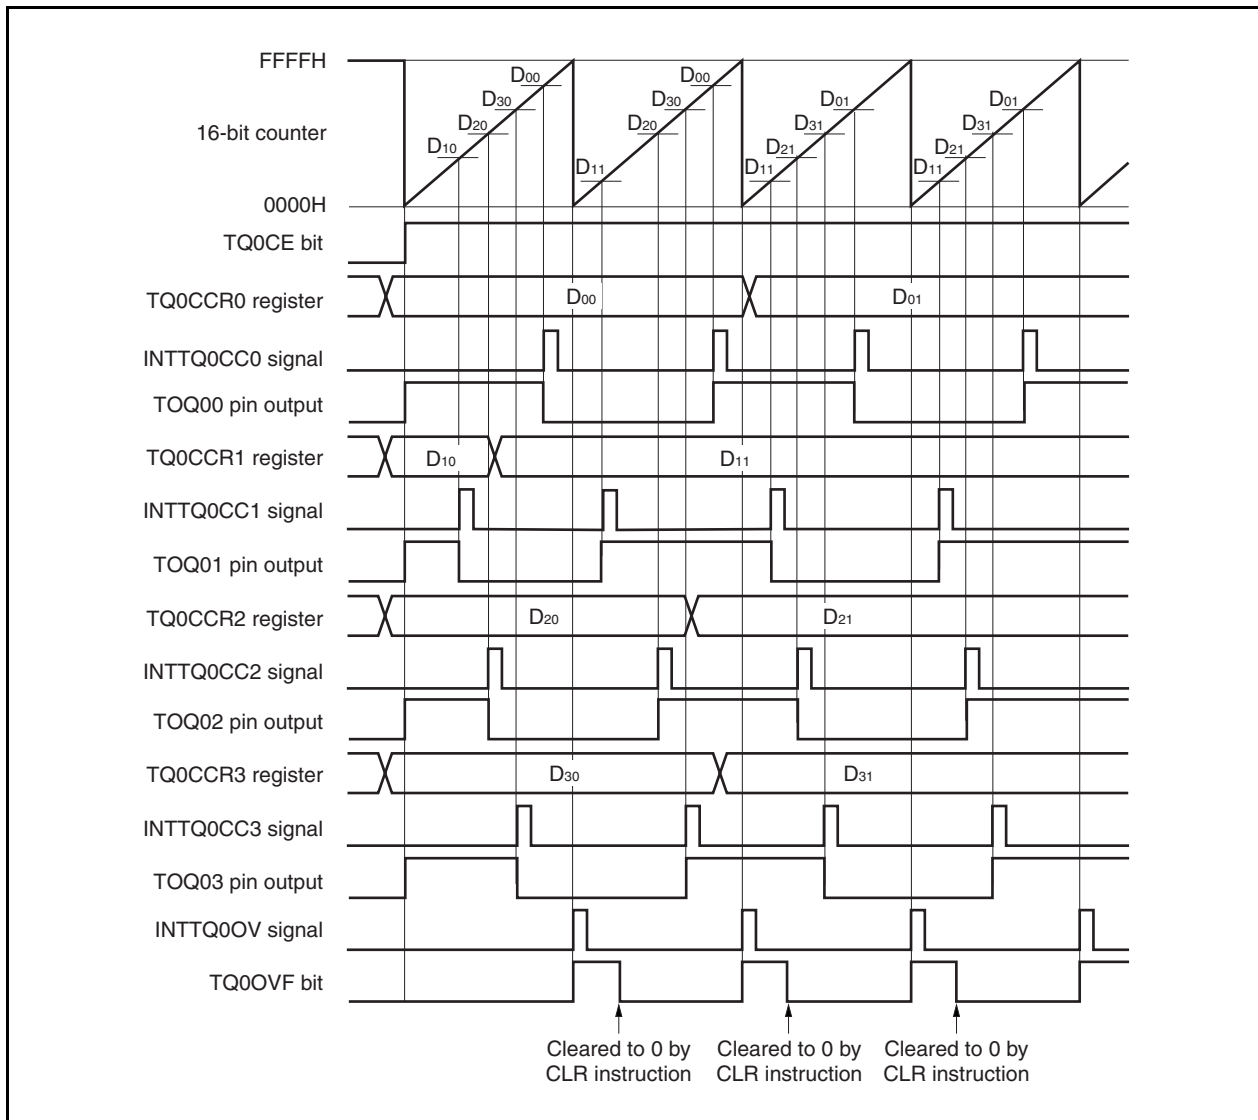 FFFFH
D00
D00
D30
D30
D01
D01
16-bit counter
D20
D20
D31
D31
D10
D21
D21
D11
D11
D11
0000H
TQ0CE bit
TQ0CCR0 register
D00
D01
INTTQ0CC0 signal
TOQ00 pin output
TQ0CCR1 register
D10
D11
INTTQ0CC1 signal
TOQ01 pin output
TQ0CCR2 register
D20
D21
INTTQ0CC2 signal
TOQ02 pin output
TQ0CCR3 register
D30
D31
INTTQ0CC3 signal
TOQ03 pin output
INTTQ0OV signal
TQ0OVF bit
Cleared to 0 by
CLR instruction
Cleared to 0 by
CLR instruction
Cleared to 0 by
CLR instruction